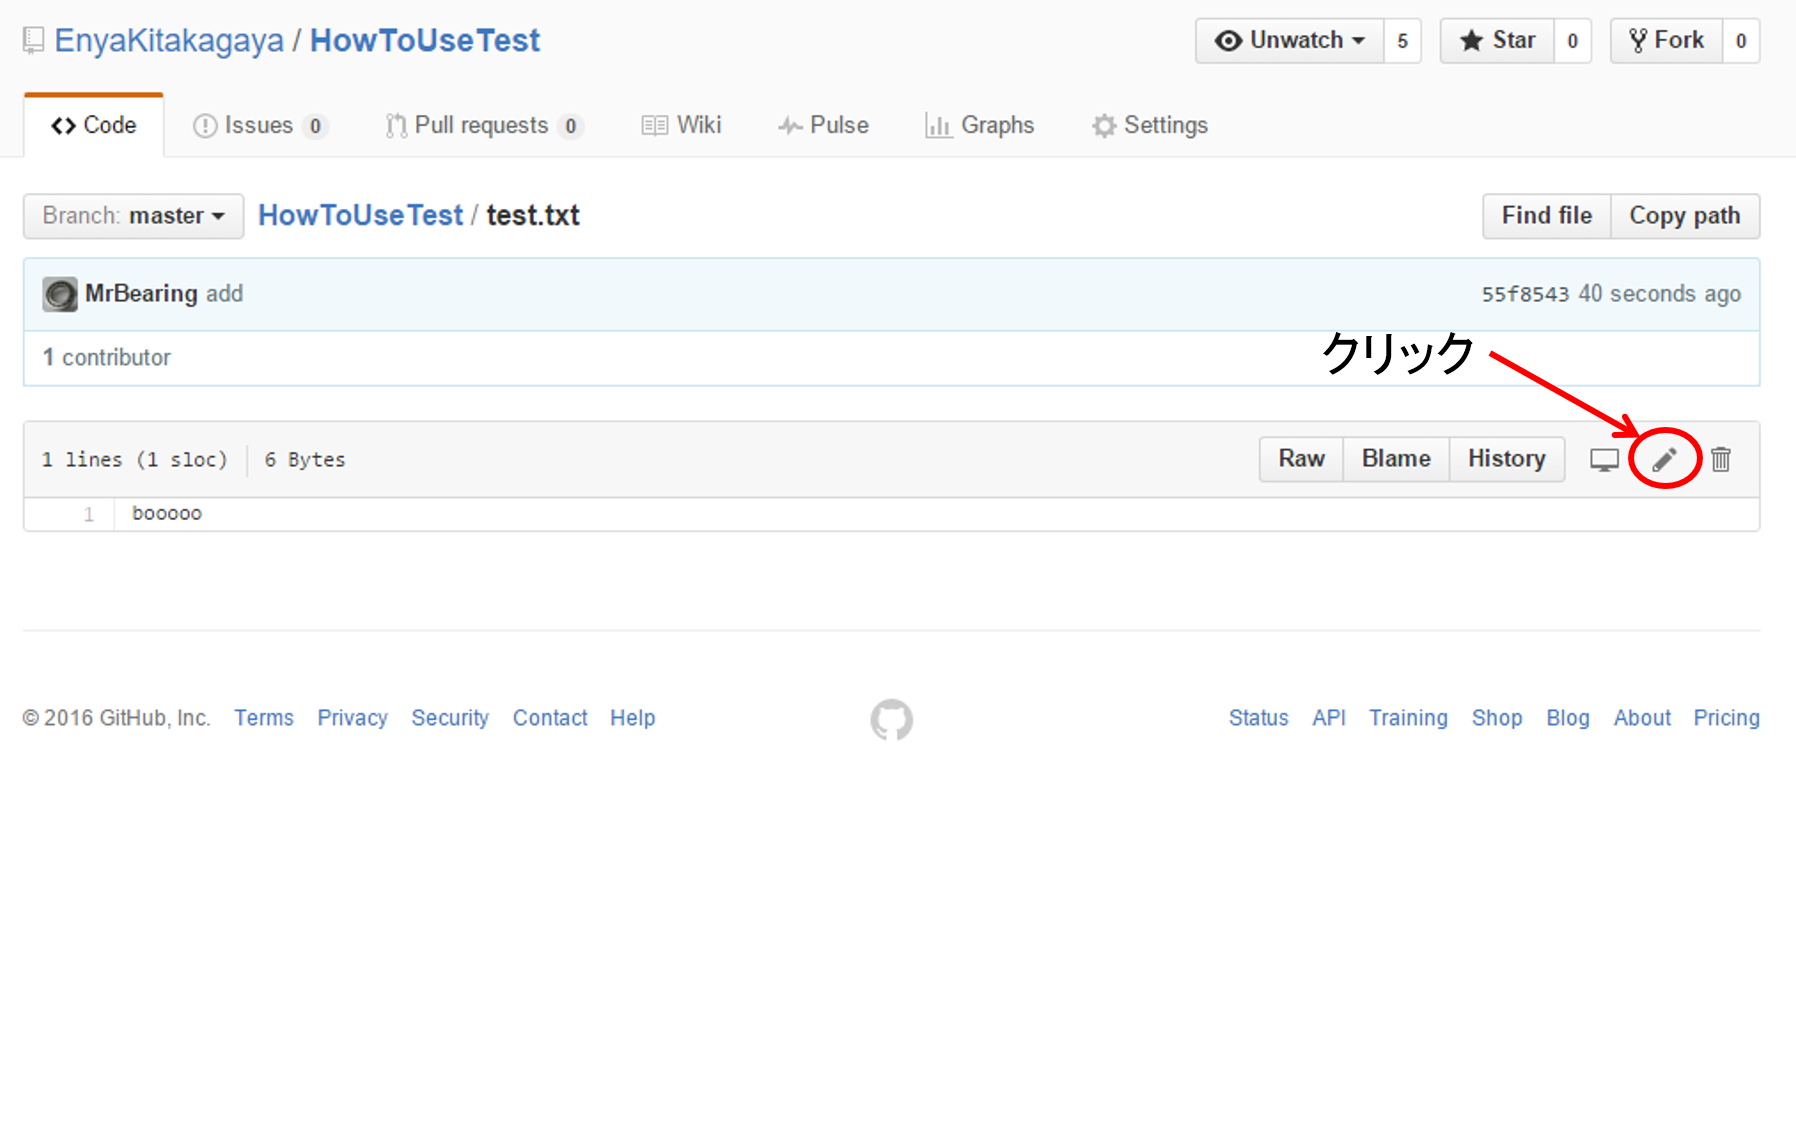 EnyaKitakagaya / HowToUseTest
Unwatch 5 Star 0 Fork 0
Code Issues 0 Pull requests 0 Wiki Pulse Graphs Settings
Branch: master HowToUseTest / test.txt Find file Copy path
MrBearing add 55f8543 40 seconds ago
1 contributor
クリック
1 lines (1 sloc) 6 Bytes Raw Blame History
1 booooo
© 2016 GitHub, Inc. Terms Privacy Security Contact Help Status API Training Shop Blog About Pricing